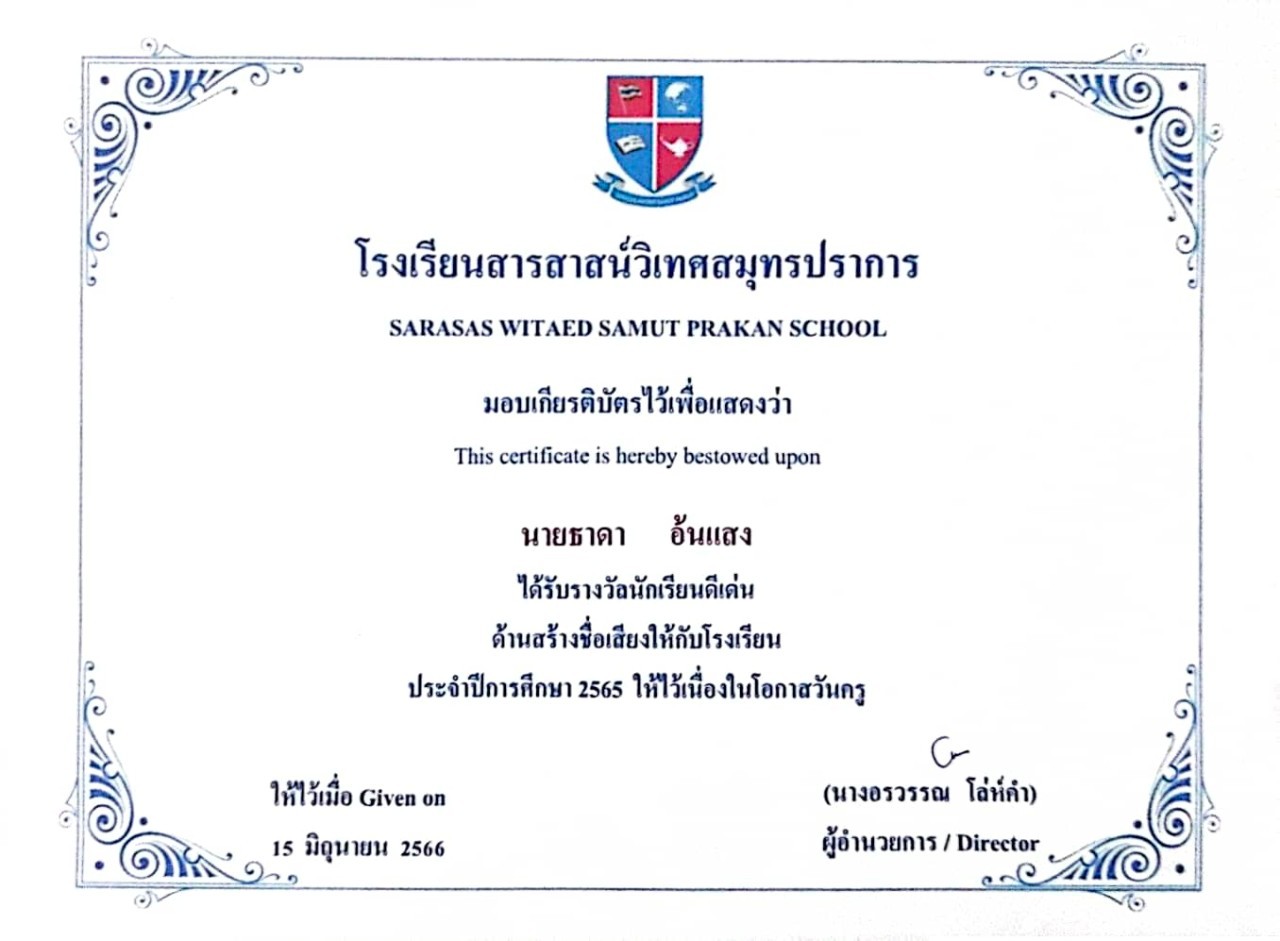 โรงเรียนสารสาสน์วิเทศสมุทรปราการ
SARASAS WITAED SAMUT PRAKAN SCHOOL
มอบเกียรติบัตรไว้เพื่อแสดงว่า
This certificate is hereby bestowed upon
นายธาดา อ้นแสง
ได้รับรางวัลนักเรียนดีเด่น
ด้านสร้างชื่อเสียงให้กับโรงเรียน
ประจำปีการศึกษา 2565 ให้ไว้เนื่องในโอกาสวันครู
ให้ไว้เมื่อ Given on
15 มิถุนายน 2566
(นางอรวรรณ โล่ห์คำ)
ผู้อำนวยการ / Director